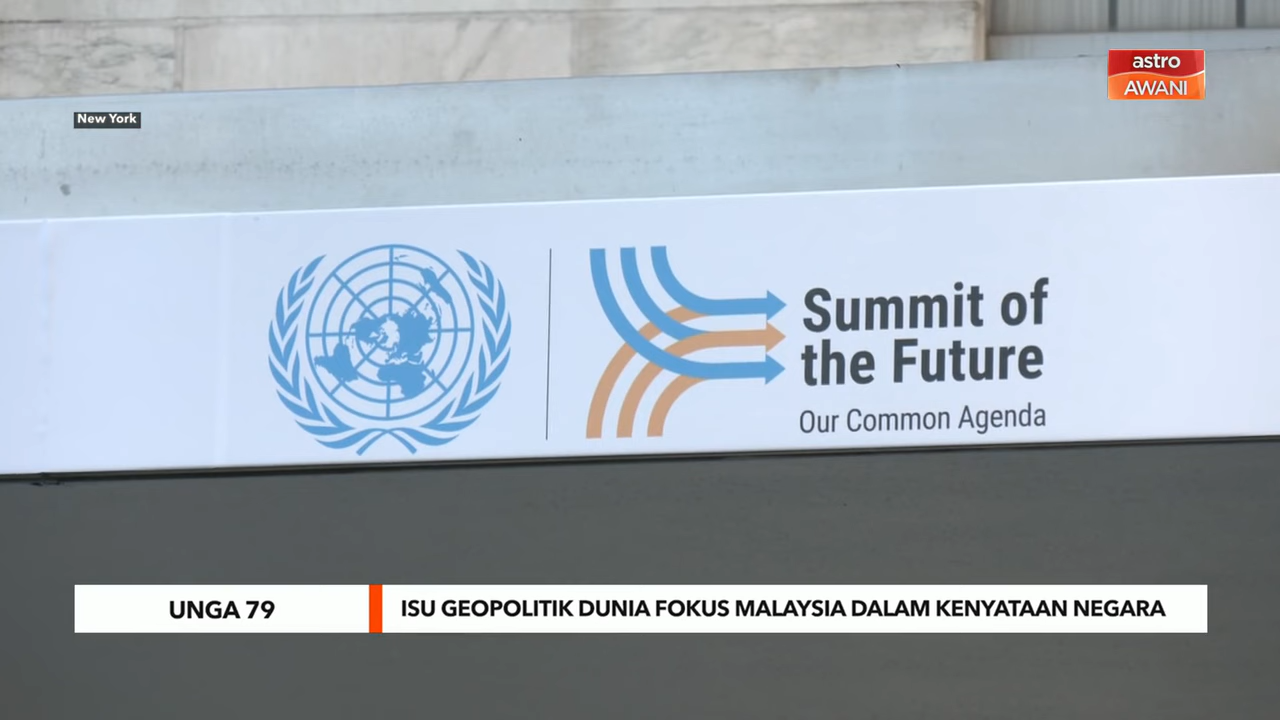 astro
AWANI
New York
Summit of
the Future
Our Common Agenda
UNGA 79
ISU GEOPOLITIK DUNIA FOKUS MALAYSIA DALAM KENYATAAN NEGARA